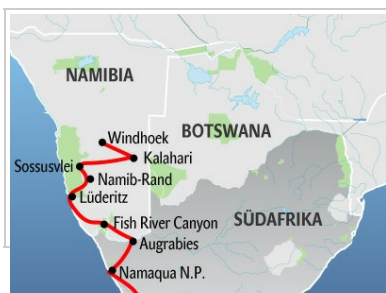 NAMIBIA
BOTSWANA
Windhoek
Kalahari
Sossusvlei
Namib-Rand
Lüderitz
Fish River Canyon
SÜDAFRIKA
Augrabies
Namaqua N.P.